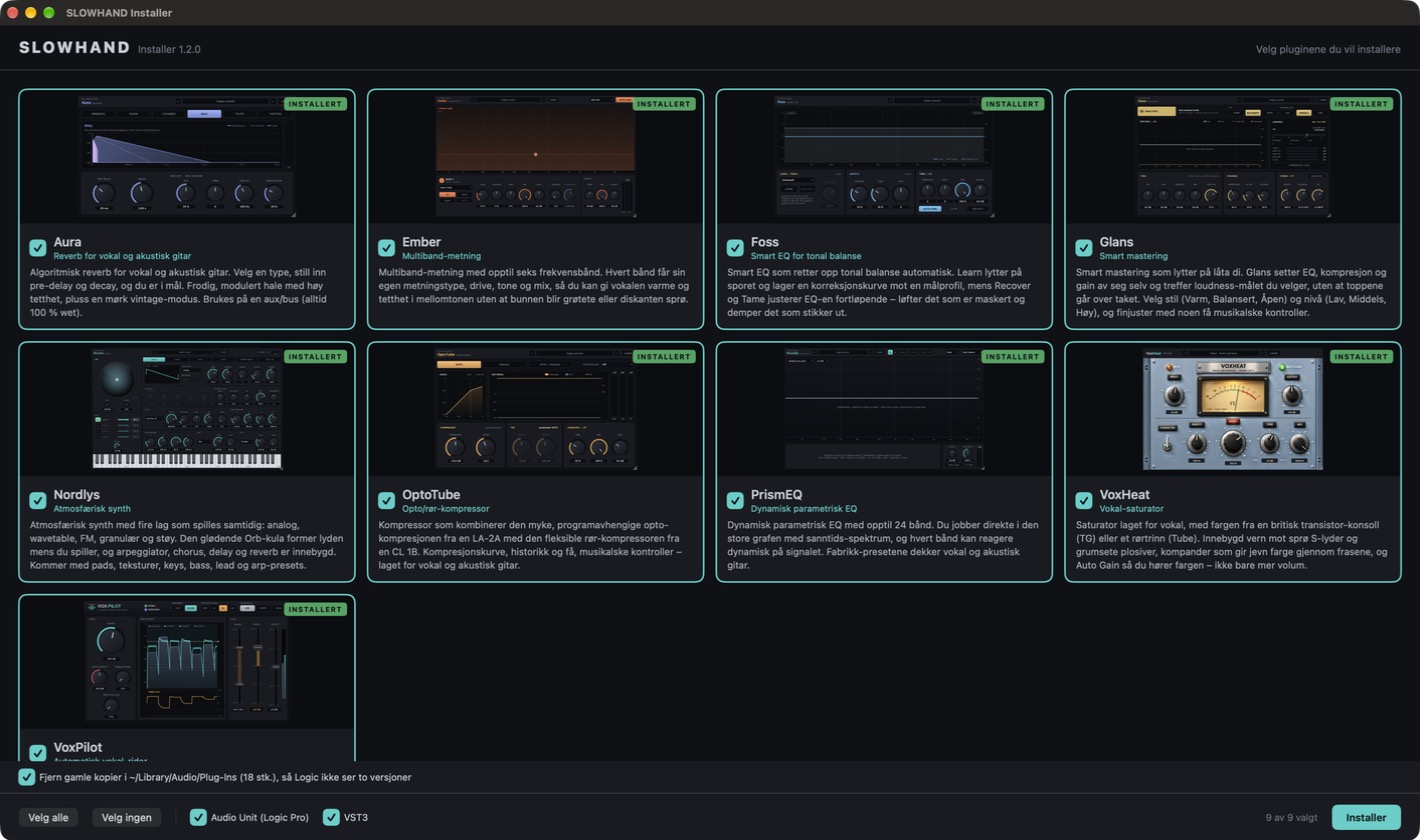 SLOWHAND Installer
SLOWHAND Installer 1.2.0
Velg pluginene du vil installere
INSTALLERT
Aura
Reverb for vokal og akustisk gitar
Algoritmisk reverb for vokal og akustisk gitar. Velg en type, still inn
pre-delay og decay, og du er i mål. Frodig, modulert hale med høy
tetthet, pluss en mørk vintage-modus. Brukes på en aux/bus (alltid
100 % wet).
INSTALLERT
Ember
Multiband-metning
Multiband-metning med opptil seks frekvensbånd. Hvert bånd får sin
egen metningstype, drive, tone og mix, så du kan gi vokalen varme og
tetthet i mellomtonen uten at bunnen blir grøtete eller diskanten sprø.
INSTALLERT
Foss
Smart EQ for tonal balanse
Smart EQ som retter opp tonal balanse automatisk. Learn lytter på
sporet og lager en korreksjonskurve mot en målprofil, mens Recover
og Tame justerer EQ-en fortløpende – løfter det som er maskert og
demper det som stikker ut.
INSTALLERT
Glans
Smart mastering
Smart mastering som lytter på låta di. Glans setter EQ, kompresjon og
gain av seg selv og treffer loudness-målet du velger, uten at toppene
går over taket. Velg stil (Varm, Balansert, Åpen) og nivå (Lav, Middels,
Høy), og finjuster med noen få musikalske kontroller.
INSTALLERT
Nordlys
Atmosfærisk synth
Atmosfærisk synth med fire lag som spilles samtidig: analog,
wavetable, FM, granulær og støy. Den glødende Orb-kula former lyden
mens du spiller, og arpeggiator, chorus, delay og reverb er innebygd.
Kommer med pads, teksturer, keys, bass, lead og arp-presets.
INSTALLERT
OptoTube
Opto/rør-kompressor
Kompressor som kombinerer den myke, programavhengige opto-
kompresjonen fra en LA-2A med den fleksible rør-kompressoren fra
en CL 1B. Kompresjonskurve, historikk og få, musikalske kontroller –
laget for vokal og akustisk gitar.
INSTALLERT
PrismEQ
Dynamisk parametrisk EQ
Dynamisk parametrisk EQ med opptil 24 bånd. Du jobber direkte i den
store grafen med sanntids-spektrum, og hvert bånd kan reagere
dynamisk på signalet. Fabrikk-presetene dekker vokal og akustisk
gitar.
VOXHEAT
INSTALLERT
VoxHeat
Vokal-saturator
Saturator laget for vokal, med fargen fra en britisk transistor-konsoll
(TG) eller et rørtrinn (Tube). Innebygd vern mot sprø S-lyder og
grumsete plosiver, kompander som gir jevn farge gjennom frasene, og
Auto Gain så du hører fargen – ikke bare mer volum.
VOX PILOT
INSTALLERT
VoxPilot
Automatisk vokal-rider
Fjern gamle kopier i ~/Library/Audio/Plug-Ins (18 stk.), så Logic ikke ser to versjoner
Velg alle
Velg ingen
Audio Unit (Logic Pro)
VST3
9 av 9 valgt
Installer